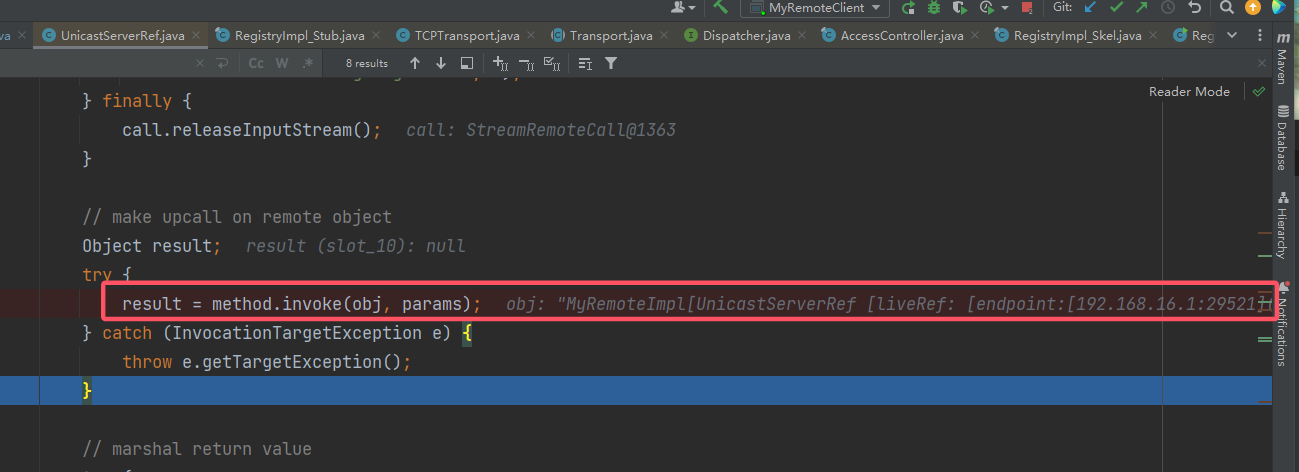 MyRemoteClient
Git:
va
UnicastServerRef.java
RegistryImpl_Stub.java
TCPTransport.java
Transport.java
Dispatcher.java
AccessController.java
RegistryImpl_Skel.java
Reg
Cc W .* 8 results
Reader Mode
} finally {
call.releaseInputStream(); call: StreamRemoteCall@1363
}
// make upcall on remote object
Object result; result (slot_10): null
try {
result = method.invoke(obj, params); obj: "MyRemoteImpl[UnicastServerRef [liveRef: [endpoint:[192.168.16.1:29521]
} catch (InvocationTargetException e) {
throw e.getTargetException();
}
// marshal return value
m
Maven
Database
Hierarchy
Notifications